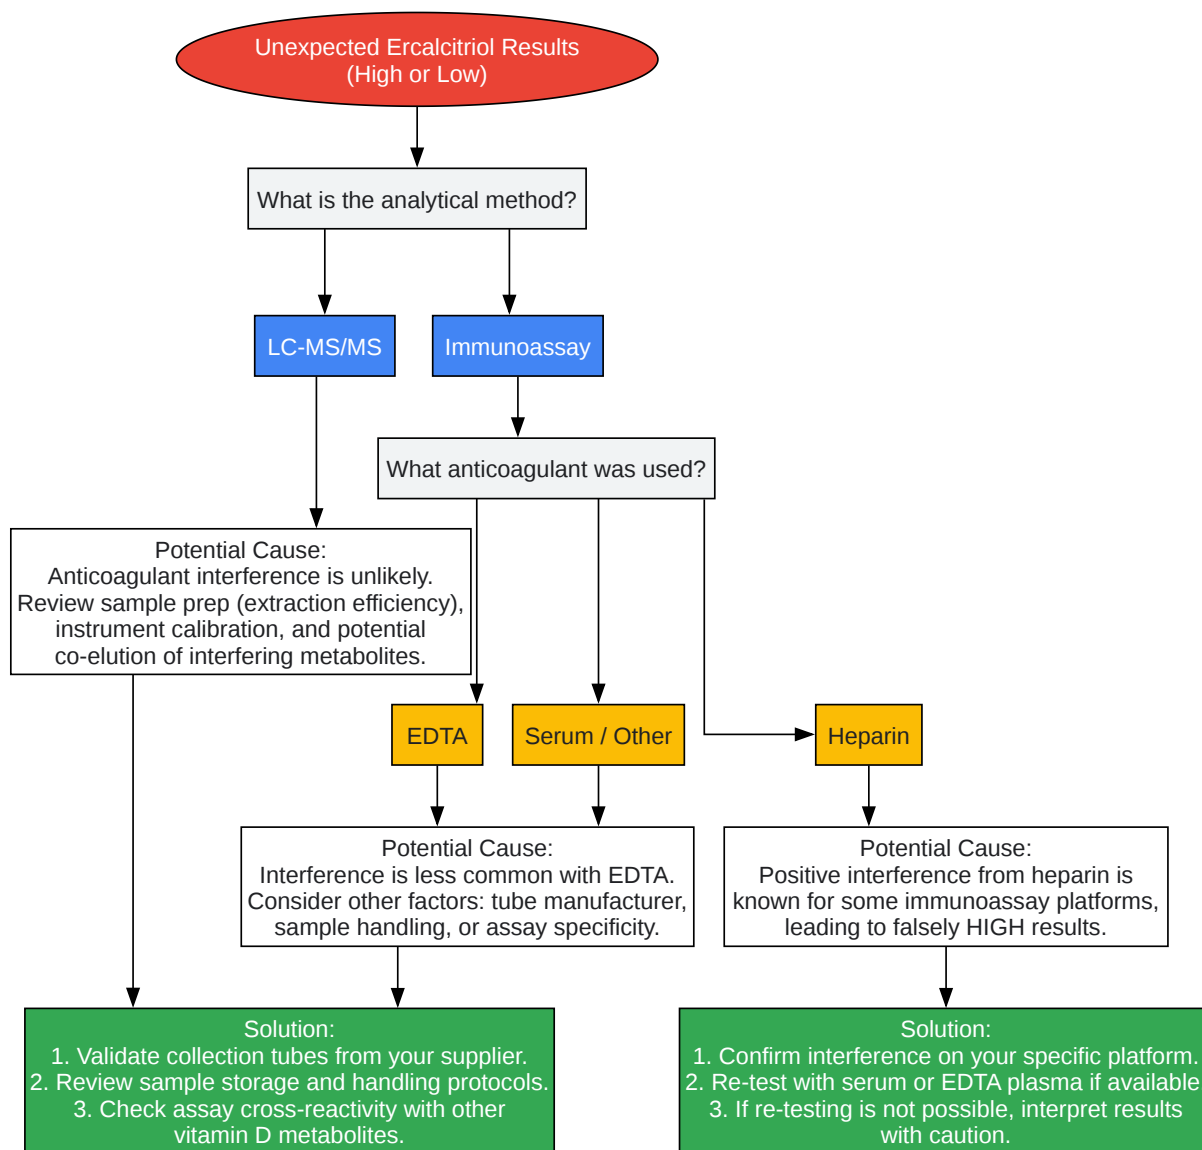 Unexpected Ercalcitriol Results
(High or Low)
What is the analytical method?
LC-MS/MS
Immunoassay
What anticoagulant was used?
Potential Cause:
Anticoagulant interference is unlikely.
Review sample prep (extraction efficiency),
instrument calibration, and potential
co-elution of interfering metabolites.
EDTA
Serum / Other
Heparin
Potential Cause:
Interference is less common with EDTA.
Consider other factors: tube manufacturer,
sample handling, or assay specificity.
Potential Cause:
Positive interference from heparin is
known for some immunoassay platforms,
leading to falsely HIGH results.
Solution:
1. Validate collection tubes from your supplier.
2. Review sample storage and handling protocols.
3. Check assay cross-reactivity with other
vitamin D metabolites.
Solution:
1. Confirm interference on your specific platform.
2. Re-test with serum or EDTA plasma if available
3. If re-testing is not possible, interpret results
with caution.